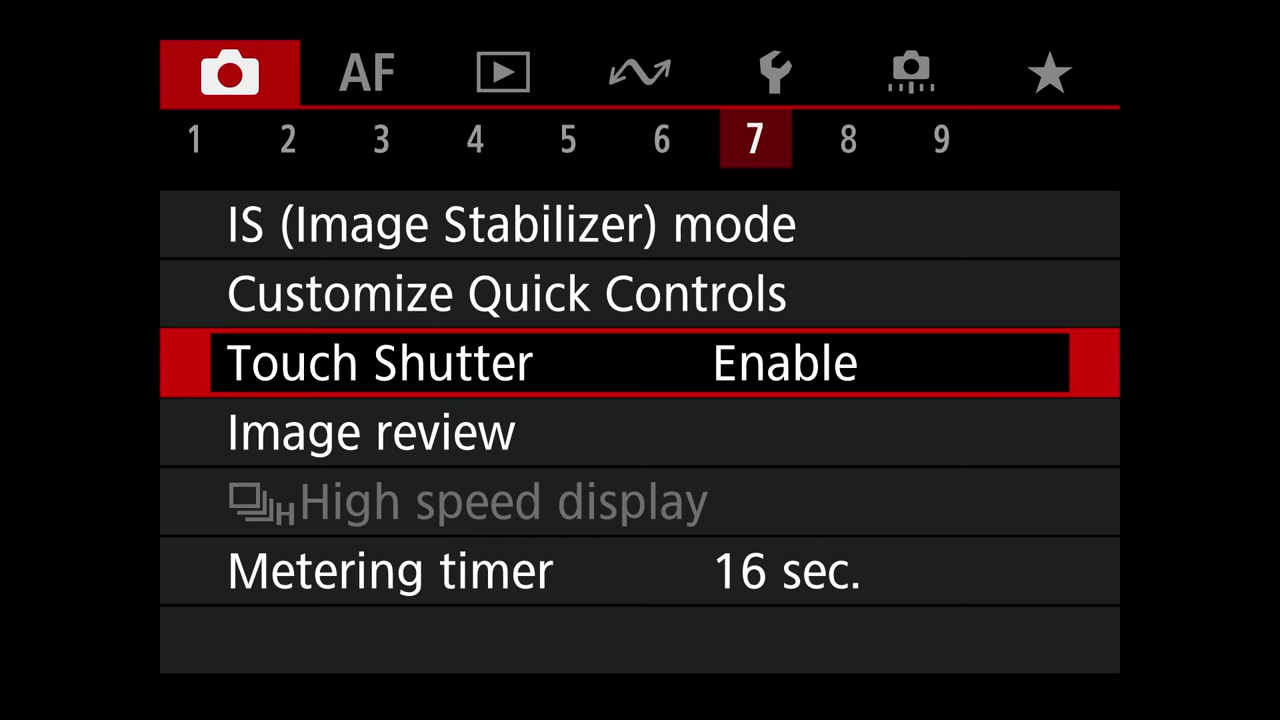 AF
1 2 3 4 5 6 7 8 9
IS (Image Stabilizer) mode
Customize Quick Controls
Touch Shutter Enable
Image review
H High speed display
Metering timer 16 sec.